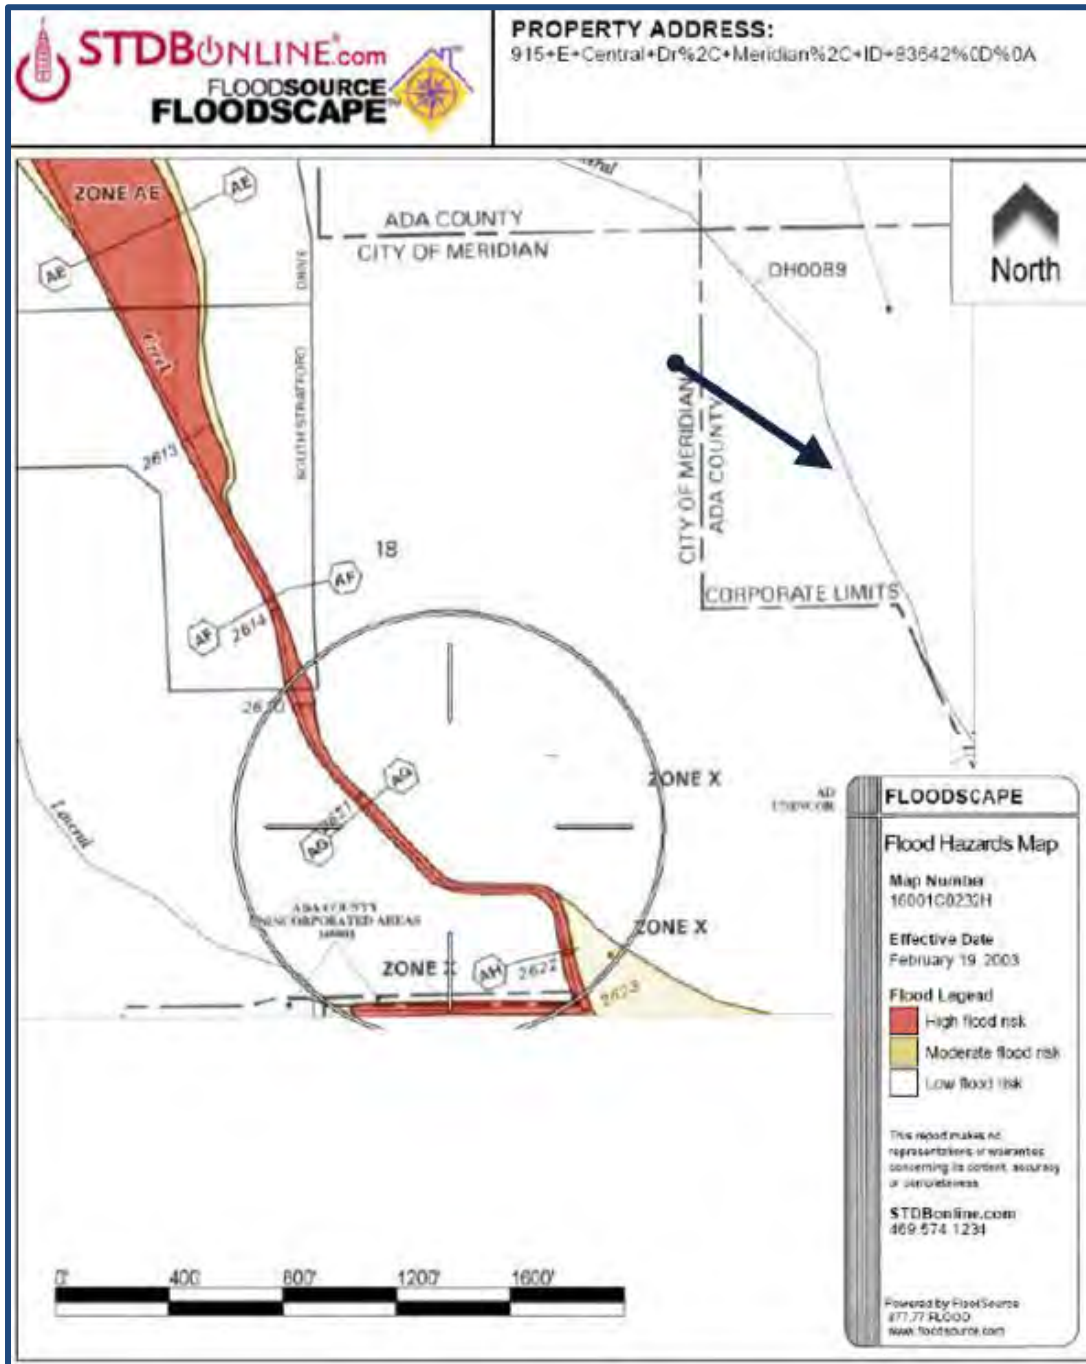 STDBONLINE.com
FLOODSOURCE
FLOODSCAPE
PROPERTY ADDRESS:
915+E+Central+Dr%2C+Meridian%2C+ID+83642%0D%0A
ZONE AE
AE
AE
ADA COUNTY
CITY OF MERIDIAN
DRIVE
DH0089
North
Creek
SOUTH STRATFORD
CITY OF MERIDIAN
ADA COUNTY
2613
18
AF
AF
2614
CORPORATE LIMITS
ZONE X
AG
AG
Lateral
ADA COUNTY
UNINCORPORATED AREAS
ZONE X
ZONE X
AH
2622
2623
FLOODSCAPE
Flood Hazards Map
Map Number
16001C0232H
Effective Date
February 19, 2003
Flood Legend
High flood risk
Moderate flood risk
Low flood risk
This report makes no
representations or warranties
concerning its content, accuracy
or completeness
STDBonline.com
469.574.1234
Powered by FloodSource
877.77.FLOOD
www.floodsource.com
0'
400'
800'
1200'
1600'